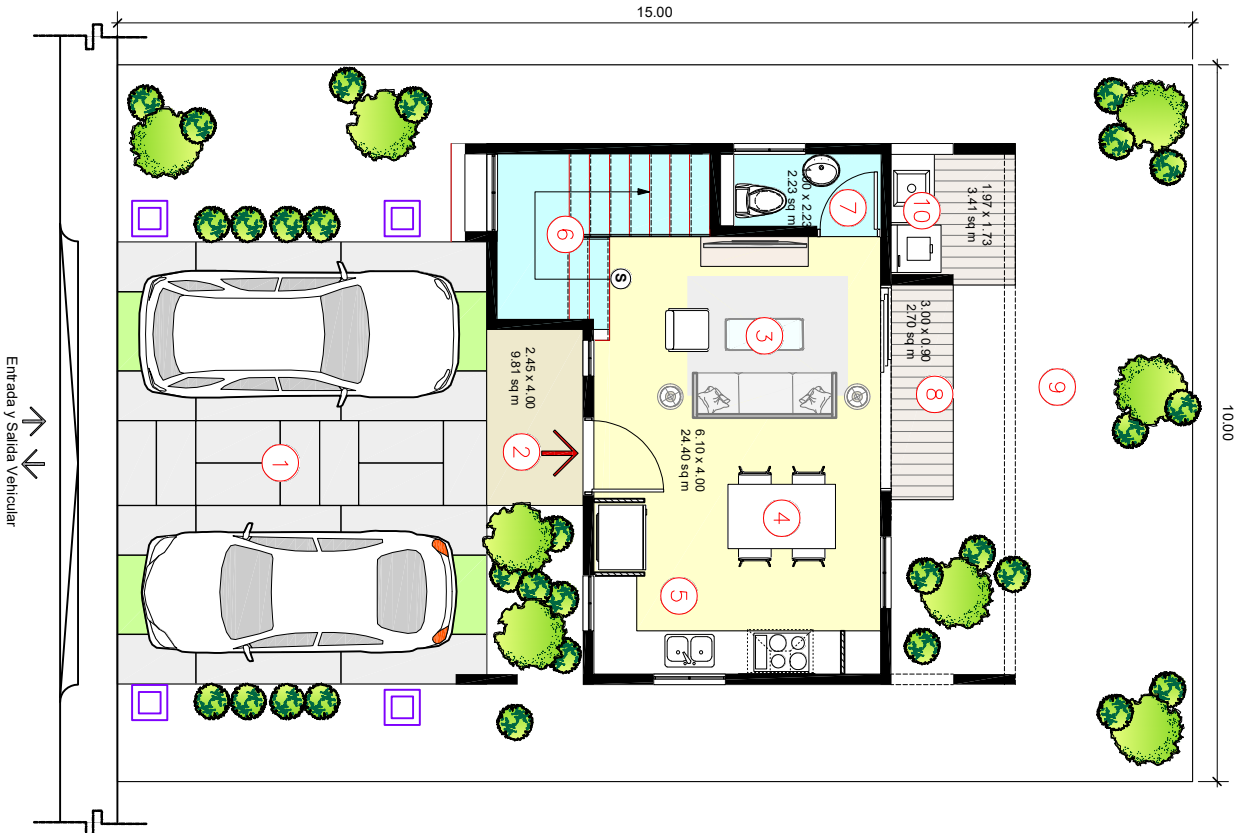 15.00
10.00
1.97 x 1.73
3.41 sq m
10
2.23 sq m
7
6
S
3
3.00 x 0.90
2.70 sq m
8
9
2.45 x 4.00
9.81 sq m
2
6.10 x 4.00
24.40 sq m
4
5
1
Entrada y Salida Vehicular